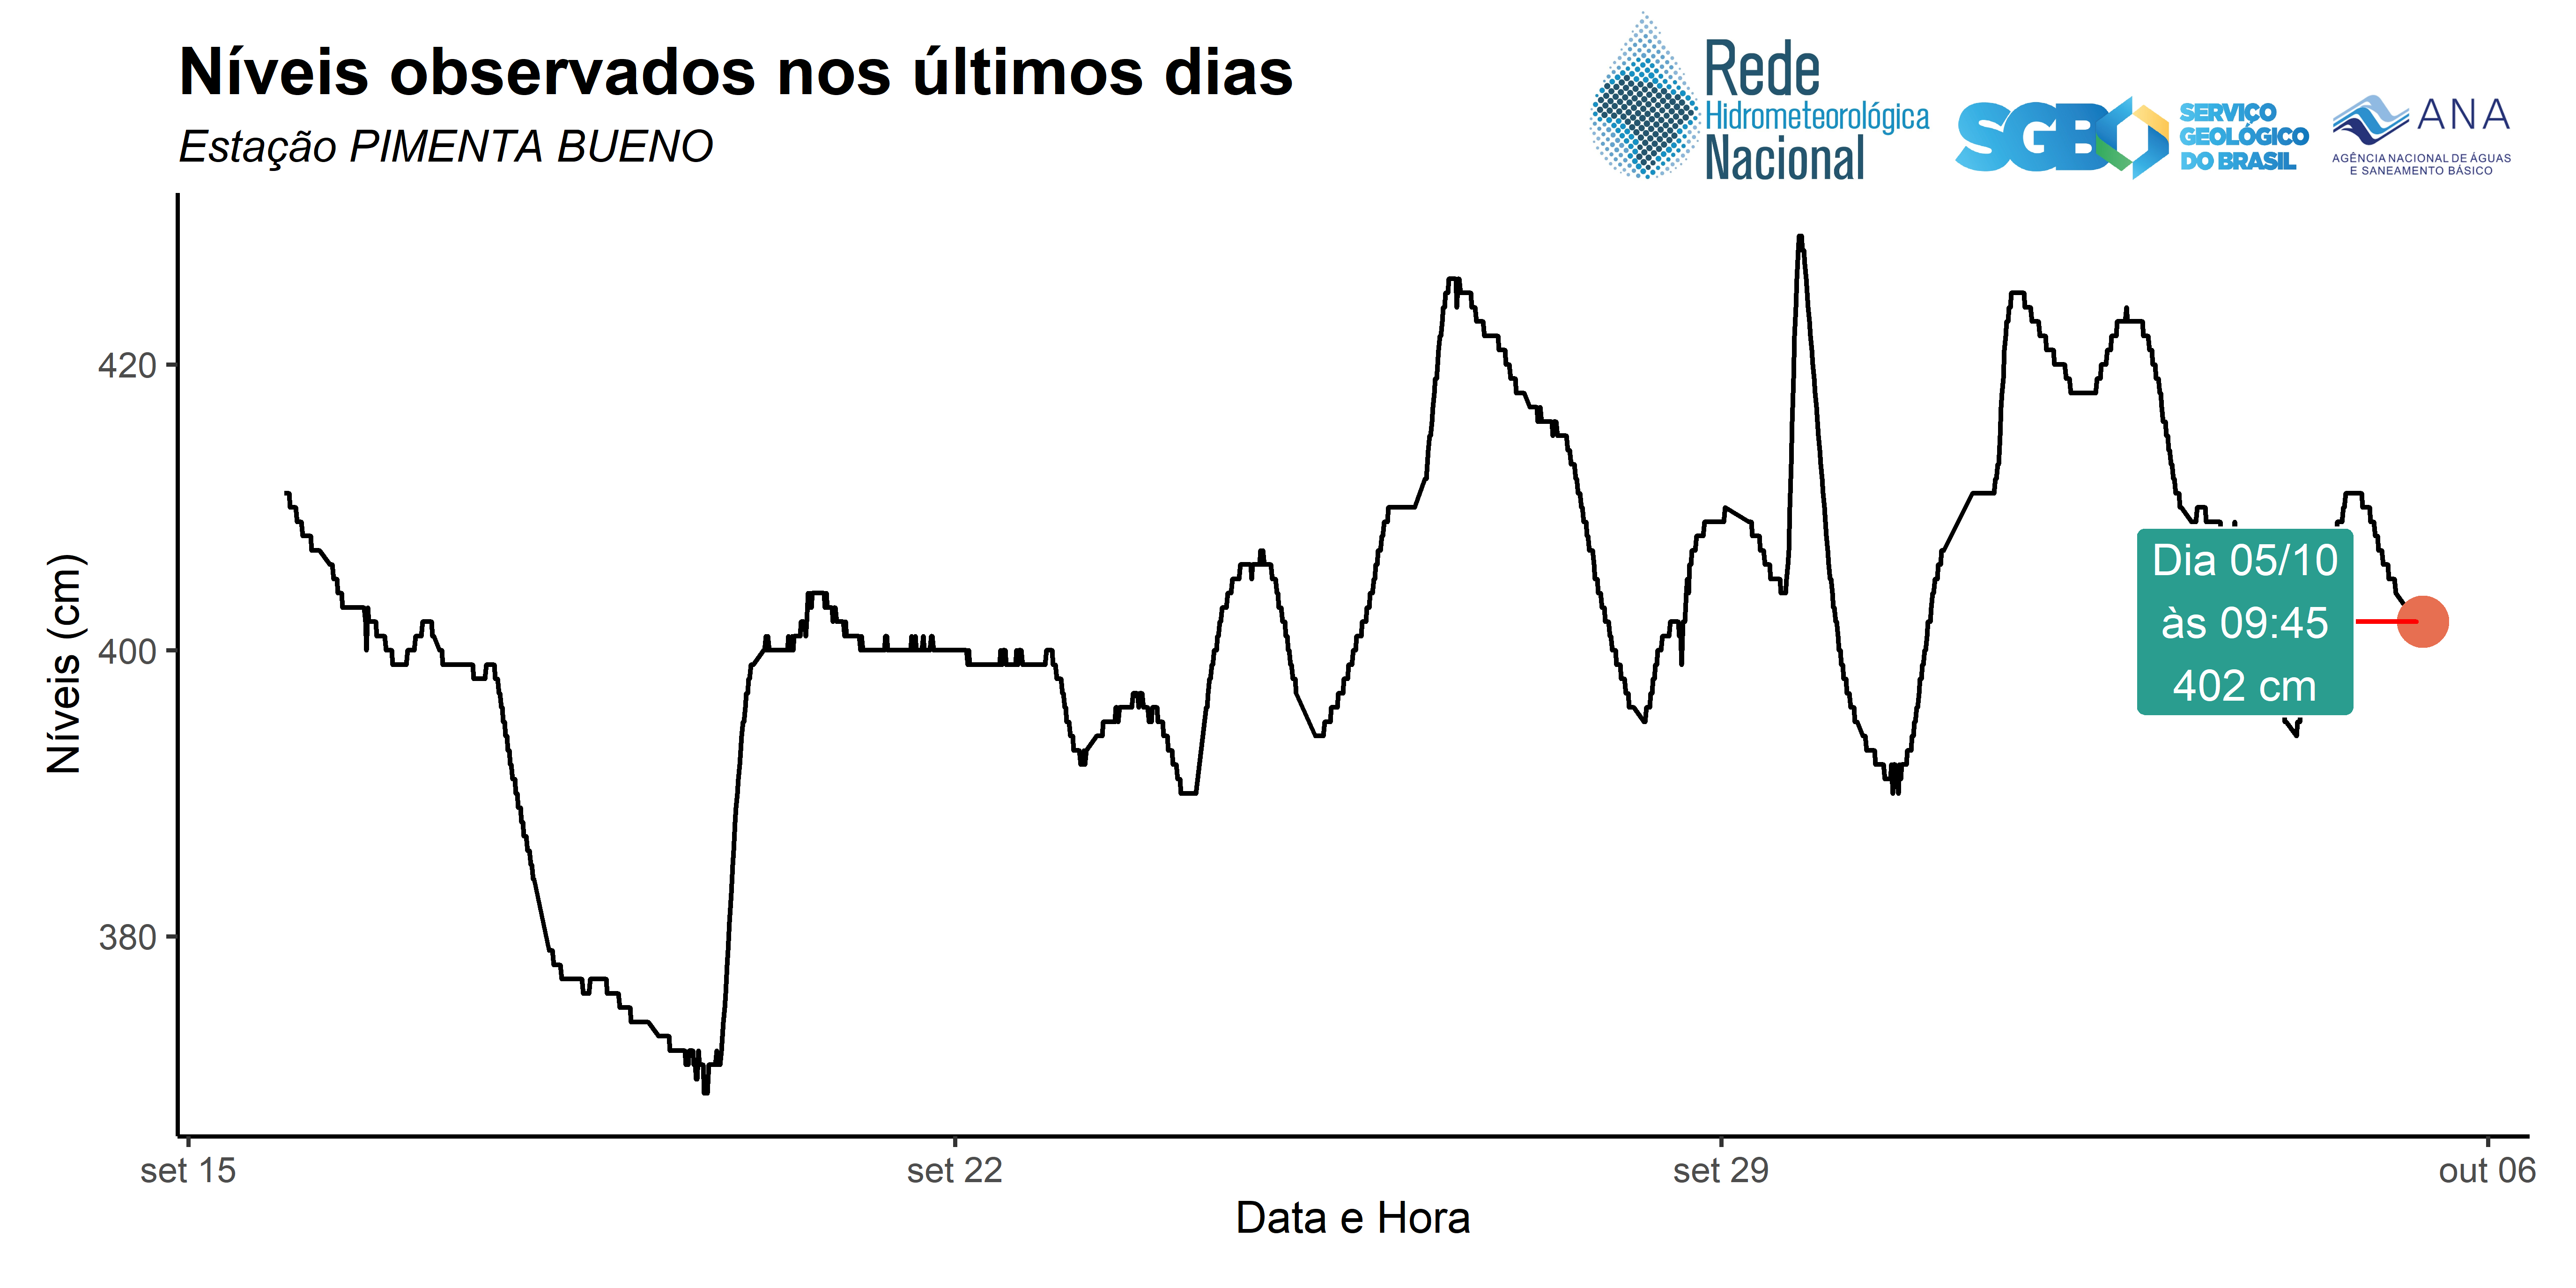 Níveis observados nos últimos dias
Estação PIMENTA BUENO
Rede
Hidrometeorológica
Nacional
SGB
SERVIÇO
GEOLÓGICO
DO BRASIL
ANA
AGÊNCIA NACIONAL DE ÁGUAS
E SANEAMENTO BÁSICO
Níveis (cm)
420
400
380
Dia 05/10
às 09:45
402 cm
set 15
set 22
set 29
out 06
Data e Hora